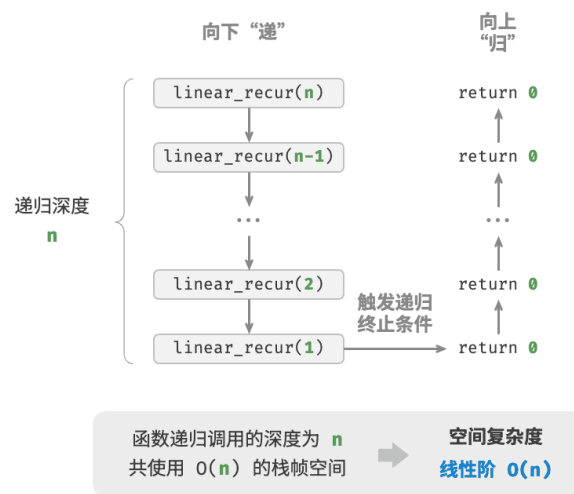 向下“递”
向上
“归”
linear_recur(n)
return 0
linear_recur(n-1)
return 0
递归深度
n
...
...
linear_recur(2)
return 0
触发递归
终止条件
linear_recur(1)
return 0
函数递归调用的深度为 n
共使用 O(n) 的栈帧空间
空间复杂度
线性阶 O(n)